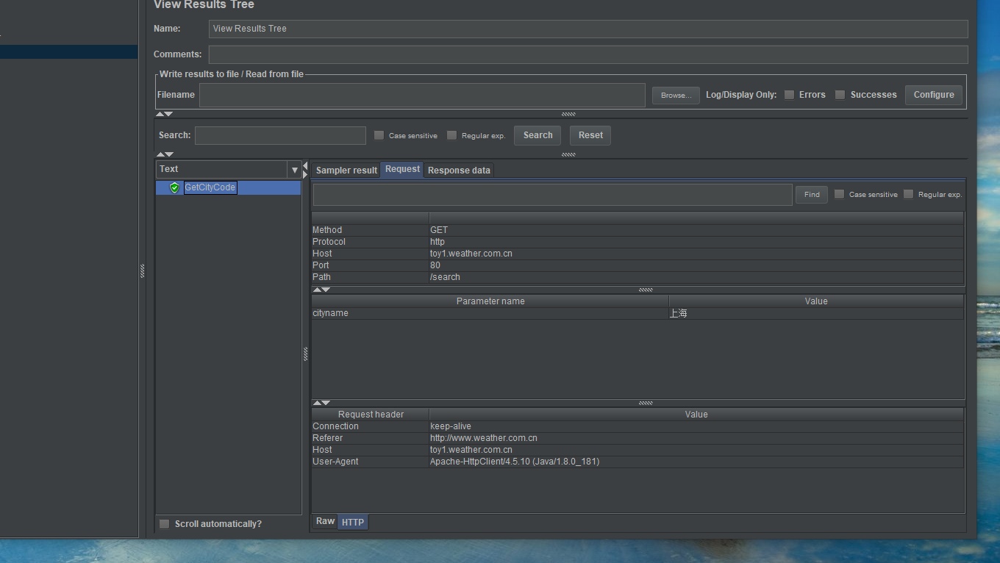 View Results Tree
Name: View Results Tree
Comments:
Write results to file / Read from file
Filename Browse... Log/Display Only: Errors Successes Configure
Search: Case sensitive Regular exp. Search Reset
Text Sampler result Request Response data
GetCityCode
Find Case sensitive Regular exp.
Method GET
Protocol http
Host toy1.weather.com.cn
Port 80
Path /search
Parameter name Value
cityname 上海
Request header Value
Connection keep-alive
Referer http://www.weather.com.cn
Host toy1.weather.com.cn
User-Agent Apache-HttpClient/4.5.10 (Java/1.8.0_181)
Raw HTTP
Scroll automatically?